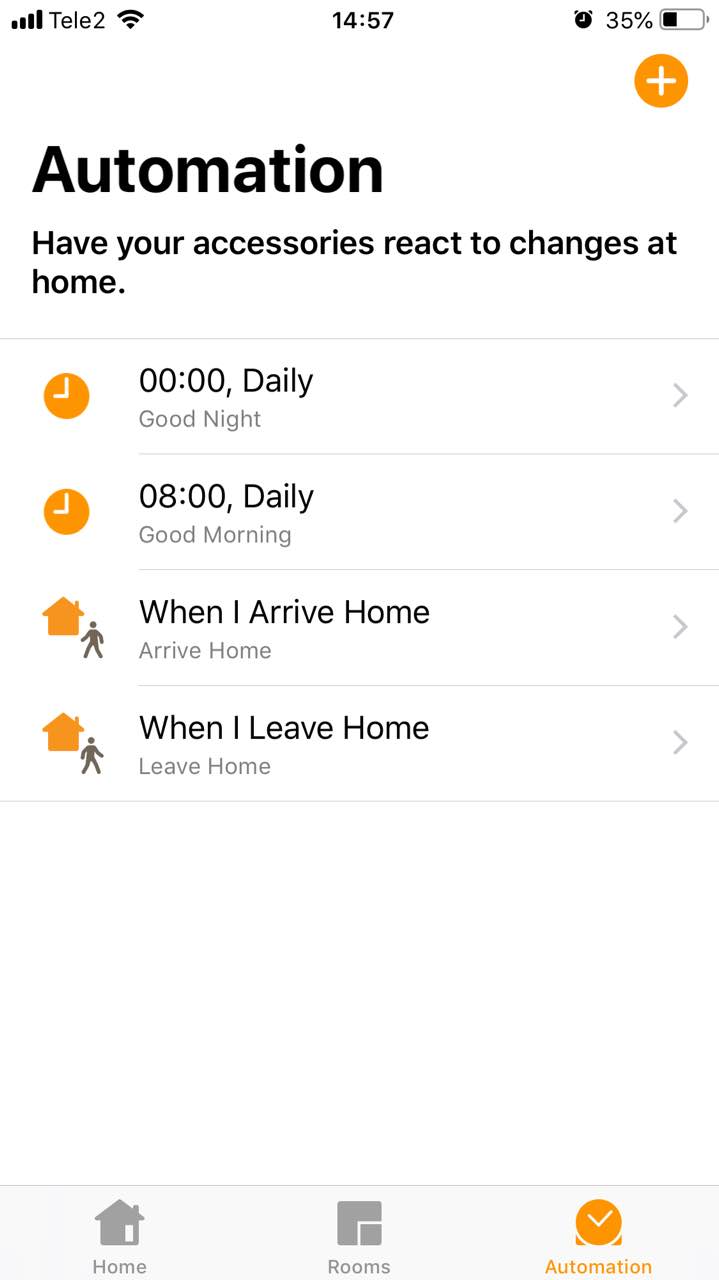 Tele2
14:57
35%
Automation
Have your accessories react to changes at
home.
00:00, Daily
Good Night
08:00, Daily
Good Morning
When I Arrive Home
Arrive Home
When I Leave Home
Leave Home
Home
Rooms
Automation